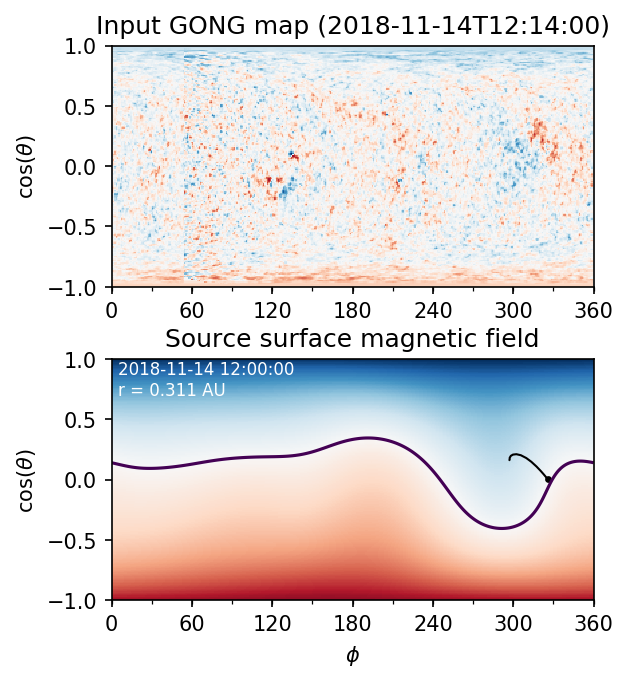 Input GONG map (2018-11-14T12:14:00)
1.0
0.5
0.0
−0.5
−1.0
cos(θ)
0 60 120 180 240 300 360
Source surface magnetic field
2018-11-14 12:00:00
r = 0.311 AU
1.0
0.5
0.0
−0.5
−1.0
cos(θ)
0 60 120 180 240 300 360
ϕ